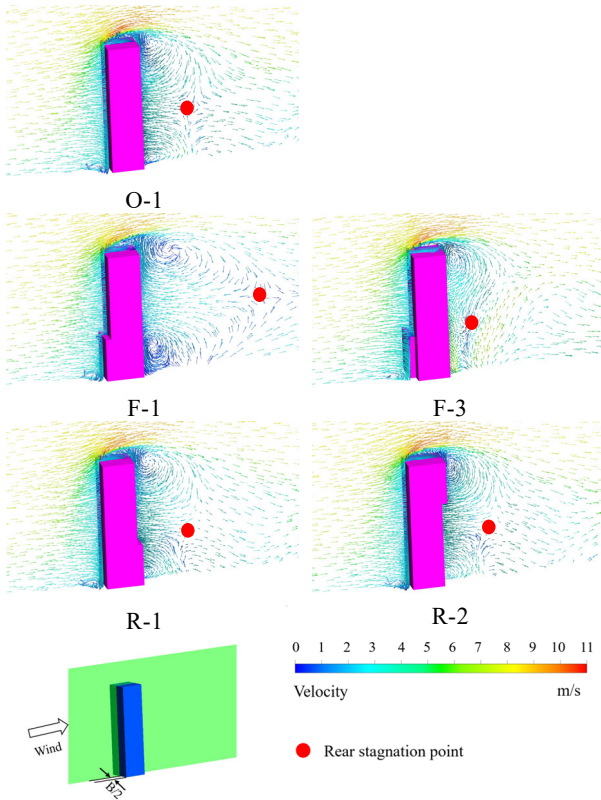 O-1
F-1
F-3
R-1
R-2
0 1 2 3 4 5 6 7 8 9 10 11
Velocity m/s
Wind
B/2
Rear stagnation point